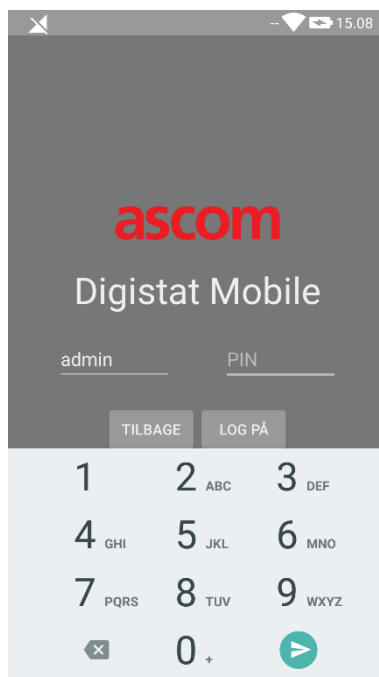 -- 15.08
ascom
Digistat Mobile
admin PIN
TILBAGE LOG PÅ
1 2 ABC 3 DEF
4 GHI 5 JKL 6 MNO
7 PQRS 8 TUV 9 WXYZ
0 +